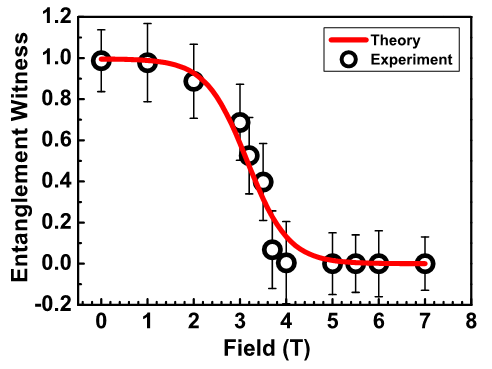 1.2
1.0
0.8
0.6
0.4
0.2
0.0
-0.2
Entanglement Witness
Theory
Experiment
0 1 2 3 4 5 6 7 8
Field (T)